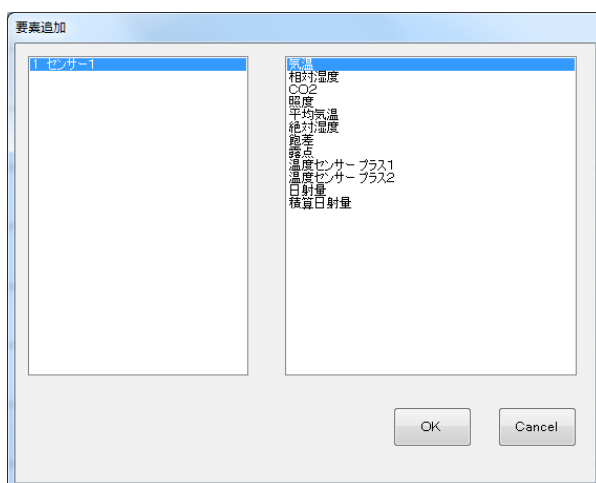 要素追加
1 センサー1
気温
相対湿度
CO2
照度
平均気温
絶対湿度
飽差
露点
温度センサー プラス1
温度センサー プラス2
日射量
積算日射量
OK
Cancel